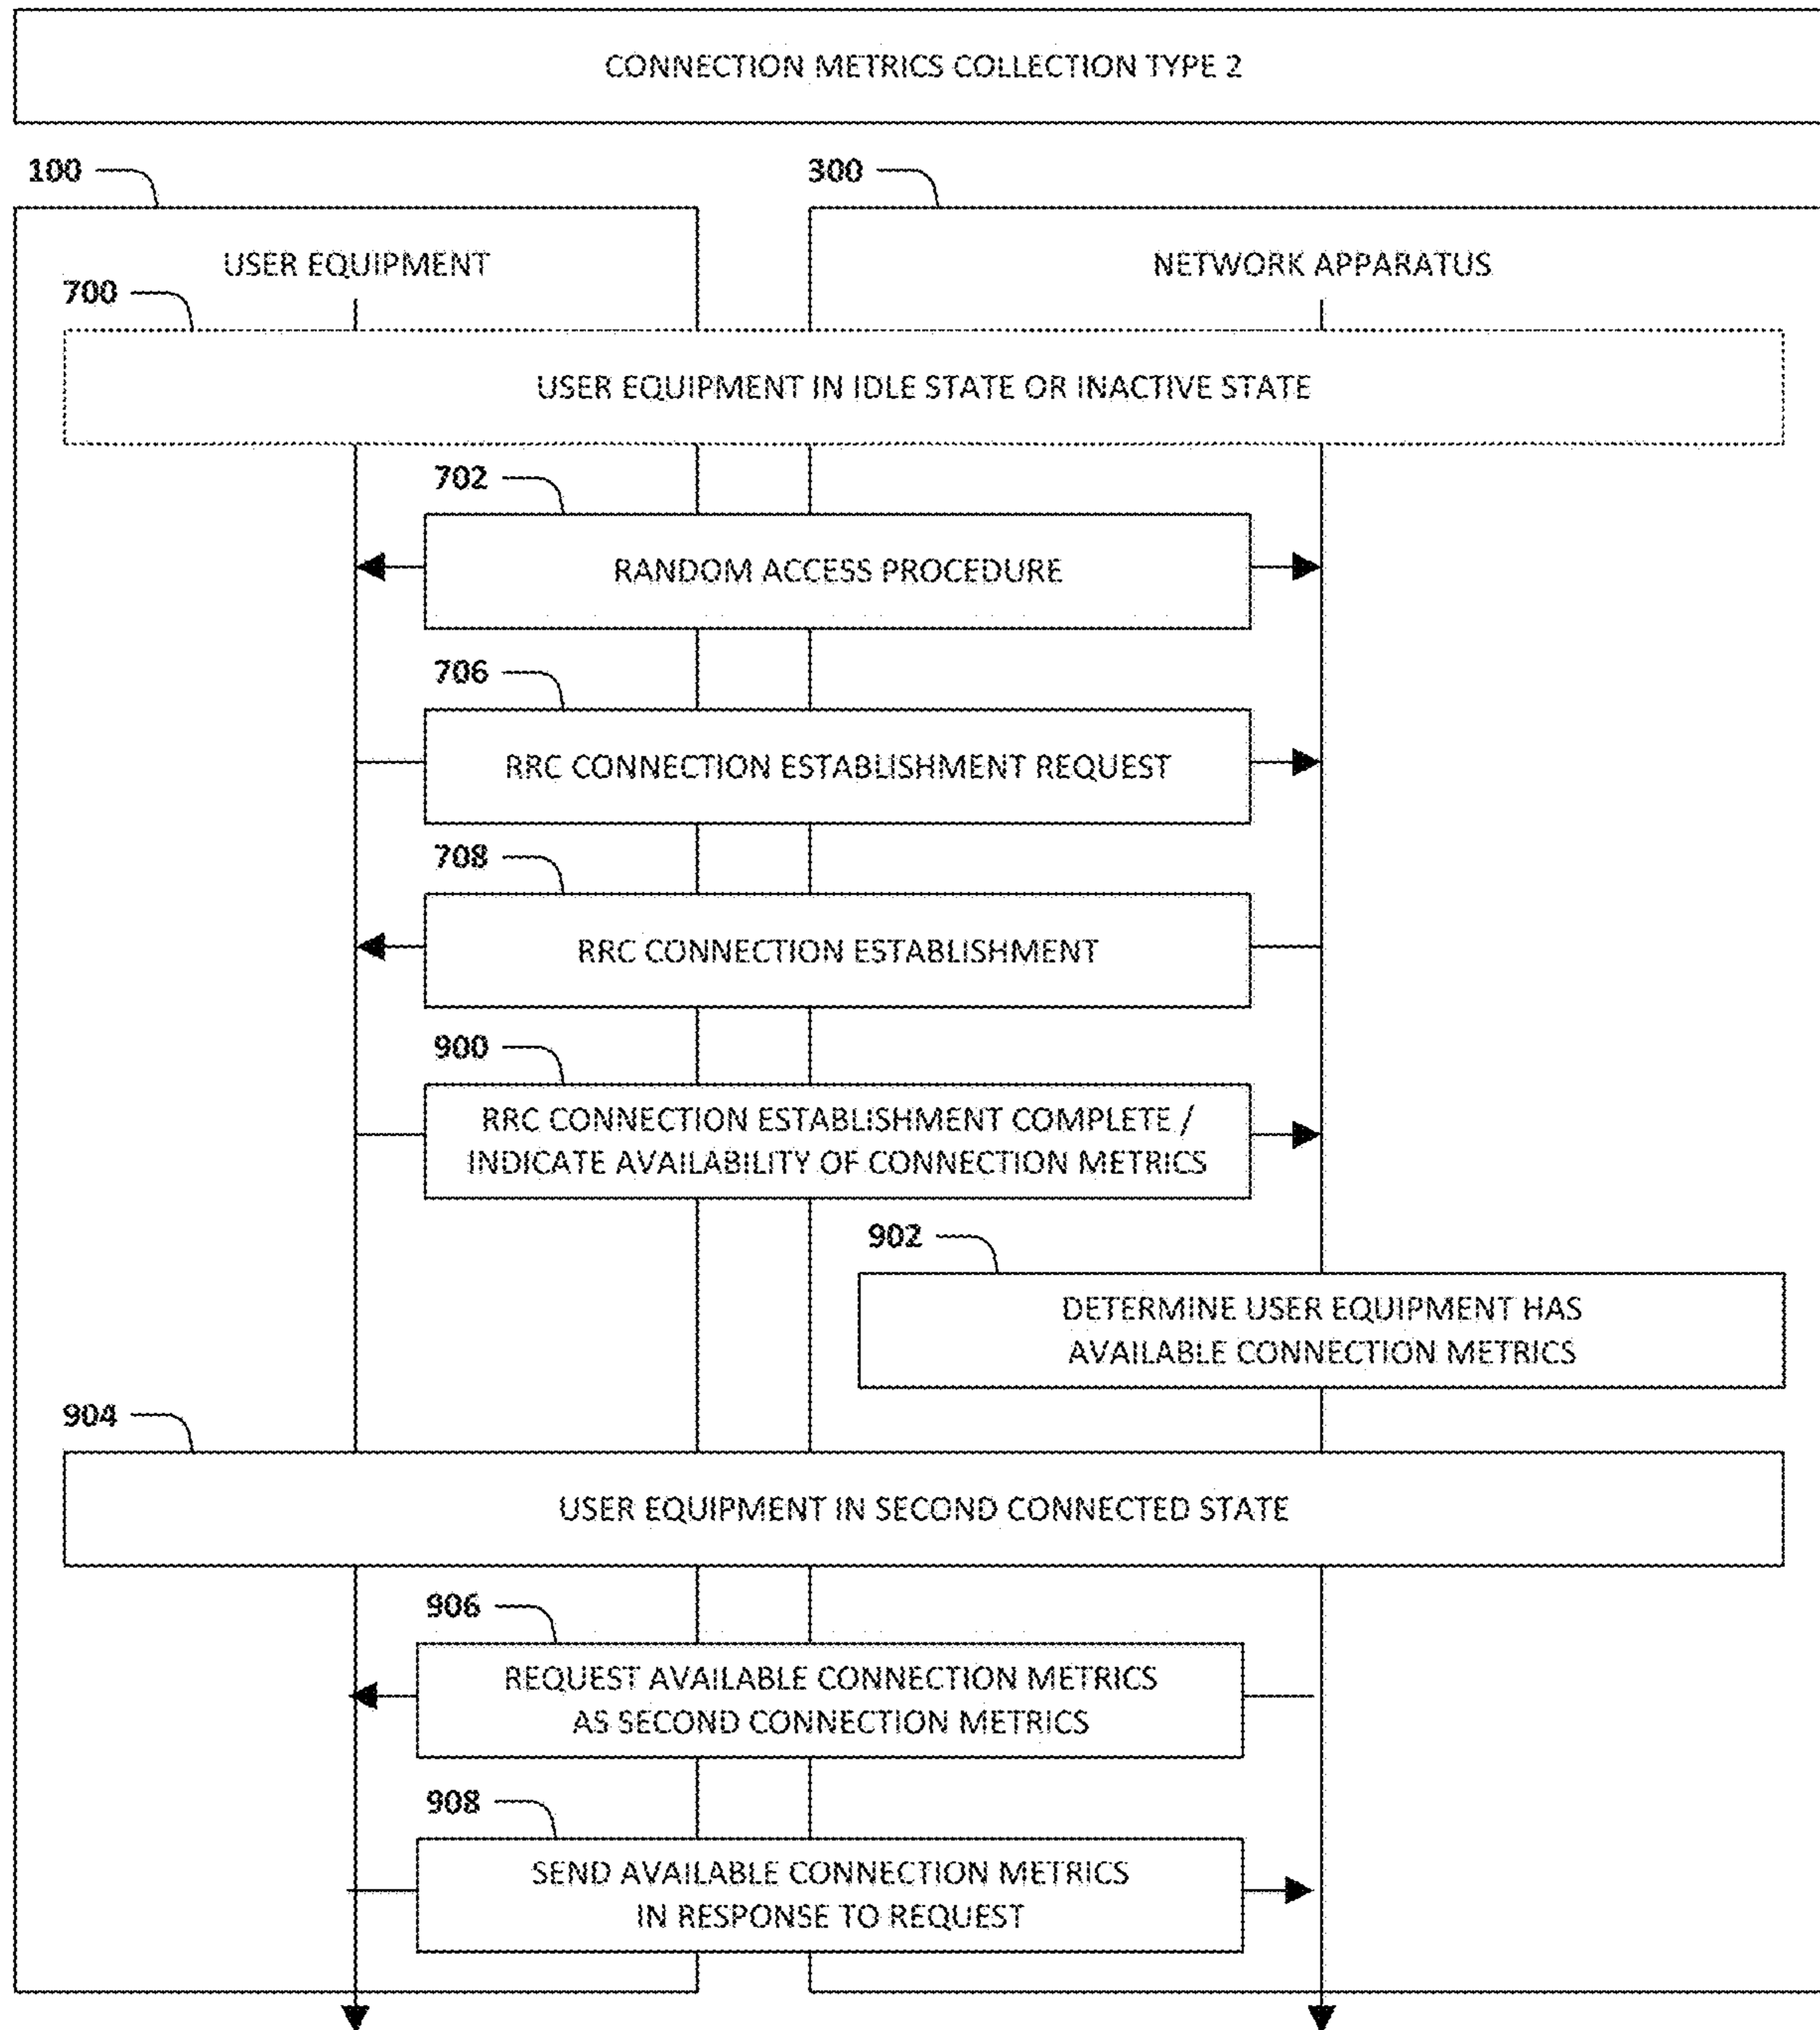 CONNECTION METRICS COLLECTION TYPE 2
100
300
USER EQUIPMENT
NETWORK APPARATUS
700
USER EQUIPMENT IN IDLE STATE OR INACTIVE STATE
702
RANDOM ACCESS PROCEDURE
706
RRC CONNECTION ESTABLISHMENT REQUEST
708
RRC CONNECTION ESTABLISHMENT
900
RRC CONNECTION ESTABLISHMENT COMPLETE /
INDICATE AVAILABILITY OF CONNECTION METRICS
902
DETERMINE USER EQUIPMENT HAS
AVAILABLE CONNECTION METRICS
904
USER EQUIPMENT IN SECOND CONNECTED STATE
906
REQUEST AVAILABLE CONNECTION METRICS
AS SECOND CONNECTION METRICS
908
SEND AVAILABLE CONNECTION METRICS
IN RESPONSE TO REQUEST